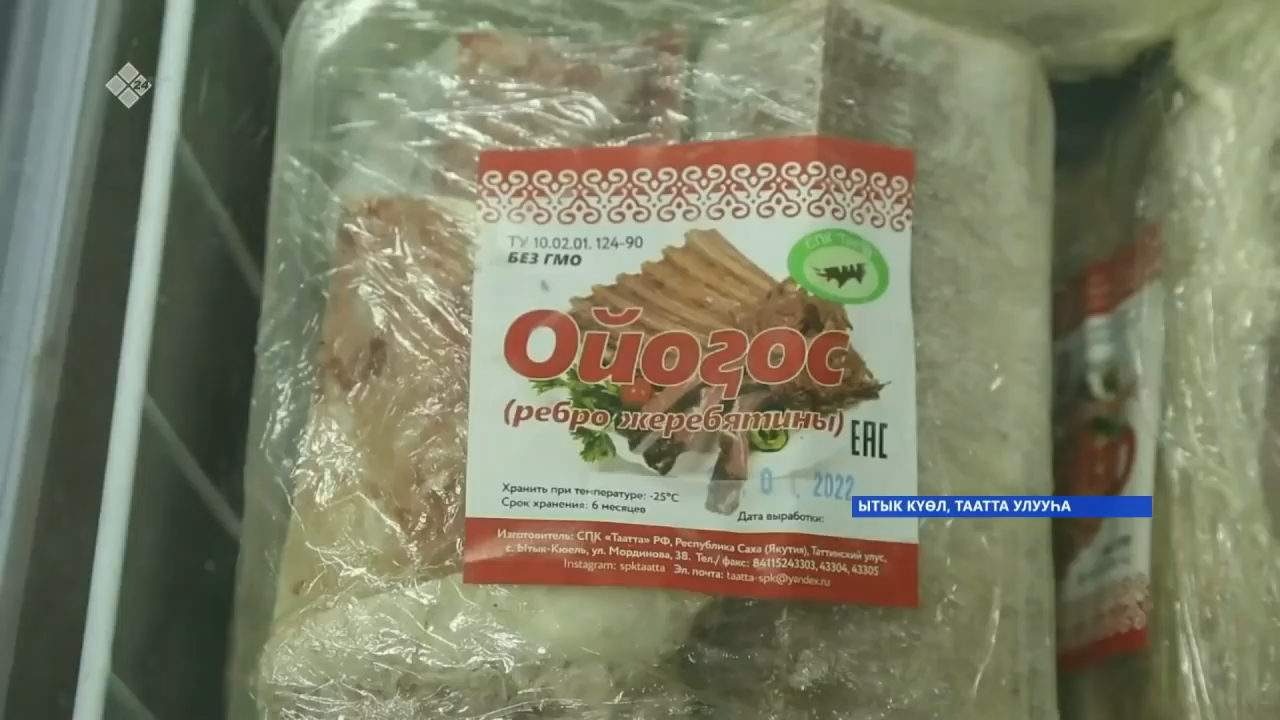 24
ТУ 10.02.01. 124-90
БЕЗ ГМО
Ойоҕос
(ребро жеребятины)
ЕАС
2022
Хранить при температуре: -25°С
Срок хранения: 6 месяцев
Дата выработки:
ЫТЫК КҮӨЛ, ТААТТА УЛУУҺА
Изготовитель: СПК «Таатта» РФ, Республика Саха (Якутия), Таттинский улус,
с. Ытык-Кюель, ул. Мординова, 38. Тел./ факс: 84115243303, 43304, 43305
Instagram: spktaatta Эл. почта: taatta-spk@yandex.ru